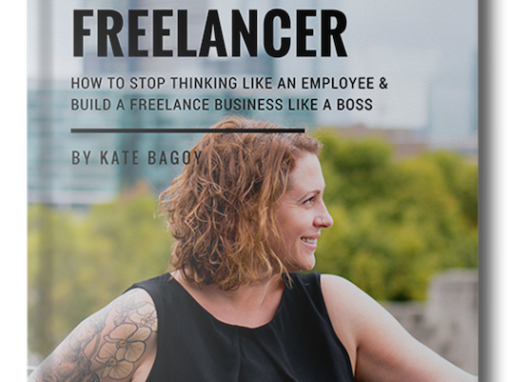 FREELANCER
HOW TO STOP THINKING LIKE AN EMPLOYEE &
BUILD A FREELANCE BUSINESS LIKE A BOSS
BY KATE BAGOY